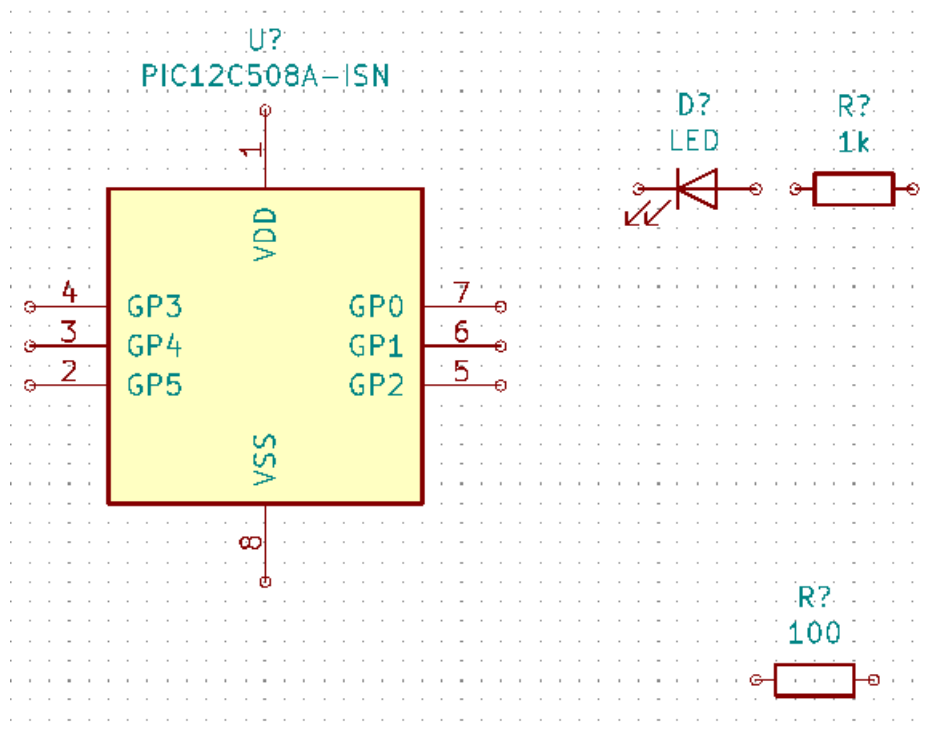 U?
PIC12C508A-ISN
D?
LED
R?
1k
1
VDD
4
GP3
GP0
7
3
GP4
GP1
6
2
GP5
GP2
5
VSS
8
R?
100